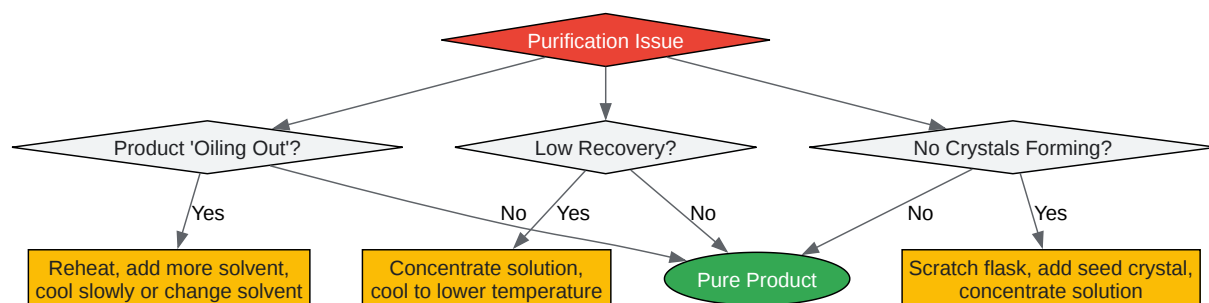 Purification Issue
Product 'Oiling Out'?
Low Recovery?
No Crystals Forming?
Yes
No
Yes
No
No
Yes
Reheat, add more solvent,
cool slowly or change solvent
Concentrate solution,
cool to lower temperature
Pure Product
Scratch flask, add seed crystal,
concentrate solution